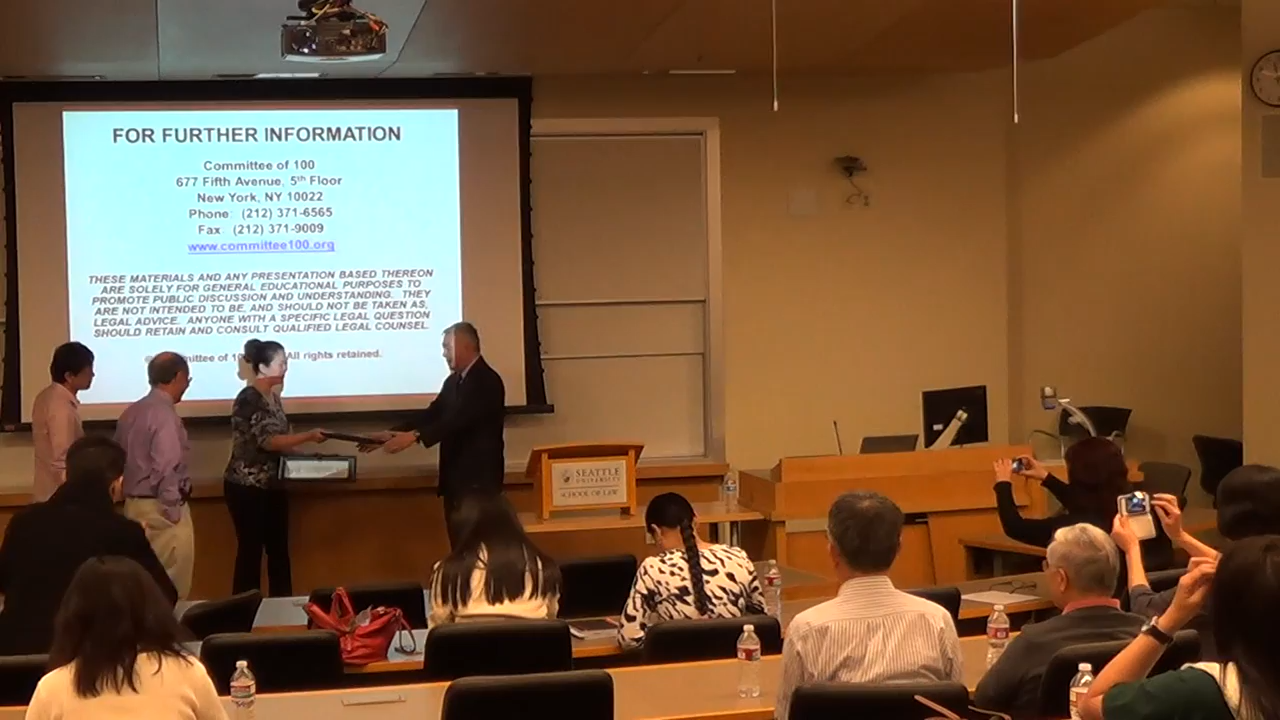 FOR FURTHER INFORMATION
Committee of 100
677 Fifth Avenue, 5th Floor
New York, NY 10022
Phone: (212) 371-6565
Fax: (212) 371-9009
www.committee100.org
THESE MATERIALS AND ANY PRESENTATION BASED THEREON
ARE SOLELY FOR GENERAL EDUCATIONAL PURPOSES TO
PROMOTE PUBLIC DISCUSSION AND UNDERSTANDING. THEY
ARE NOT INTENDED TO BE, AND SHOULD NOT BE TAKEN AS,
LEGAL ADVICE. ANYONE WITH A SPECIFIC LEGAL QUESTION
SHOULD RETAIN AND CONSULT QUALIFIED LEGAL COUNSEL.
of All rights retained.
SEATTLE
UNIVERSITY
SCHOOL OF LAW